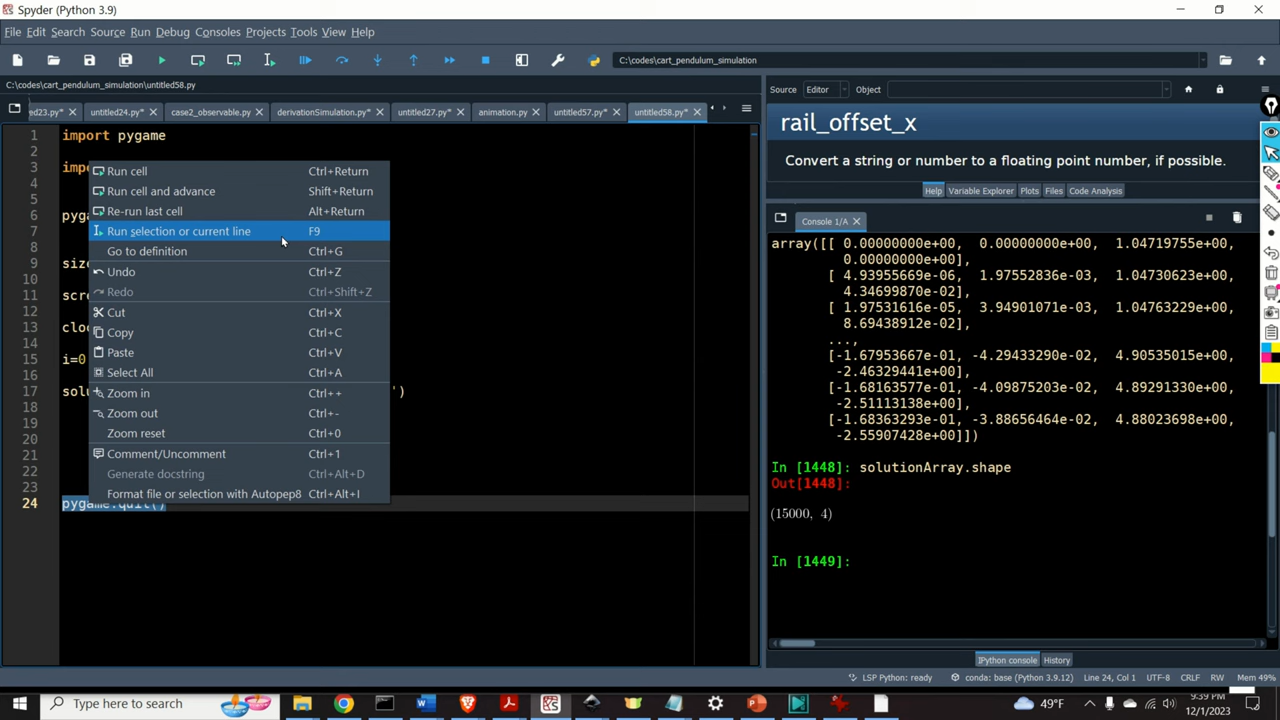 Spyder (Python 3.9)
File Edit Search Source Run Debug Consoles Projects Tools View Help
C:\codes\cart_pendulum_simulation
C:\codes\cart_pendulum_simulation\untitled58.py
ed23.py* untitled24.py* case2_observable.py derivationSimulation.py* untitled27.py* animation.py untitled57.py* untitled58.py*
1 import pygame
2
3 imp
4
5
6 pyga
7
8
9 size
10
11 scre
12
13 cloc
14
15 i=0
16
17 solu ')
18
19
20
21
22
23
24 pygame.quit()
Run cell Ctrl+Return
Run cell and advance Shift+Return
Re-run last cell Alt+Return
Run selection or current line F9
Go to definition Ctrl+G
Undo Ctrl+Z
Redo Ctrl+Shift+Z
Cut Ctrl+X
Copy Ctrl+C
Paste Ctrl+V
Select All Ctrl+A
Zoom in Ctrl++
Zoom out Ctrl+-
Zoom reset Ctrl+0
Comment/Uncomment Ctrl+1
Generate docstring Ctrl+Alt+D
Format file or selection with Autopep8 Ctrl+Alt+I
Source Editor Object
rail_offset_x
Convert a string or number to a floating point number, if possible.
Help Variable Explorer Plots Files Code Analysis
Console 1/A
array([[ 0.00000000e+00, 0.00000000e+00, 1.04719755e+00,
0.00000000e+00],
[ 4.93955669e-06, 1.97552836e-03, 1.04730623e+00,
4.34699870e-02],
[ 1.97531616e-05, 3.94901071e-03, 1.04763229e+00,
8.69438912e-02],
...,
[-1.67953667e-01, -4.29433290e-02, 4.90535015e+00,
-2.46329441e+00],
[-1.68163577e-01, -4.09875203e-02, 4.89291330e+00,
-2.51113138e+00],
[-1.68363293e-01, -3.88656464e-02, 4.88023698e+00,
-2.55907428e+00]])
In [1448]: solutionArray.shape
Out[1448]:
(15000, 4)
In [1449]:
IPython console History
LSP Python: ready conda: base (Python 3.9.12) Line 24, Col 1 UTF-8 CRLF RW Mem 49%
Type here to search
49°F
9:39 PM
12/1/2023